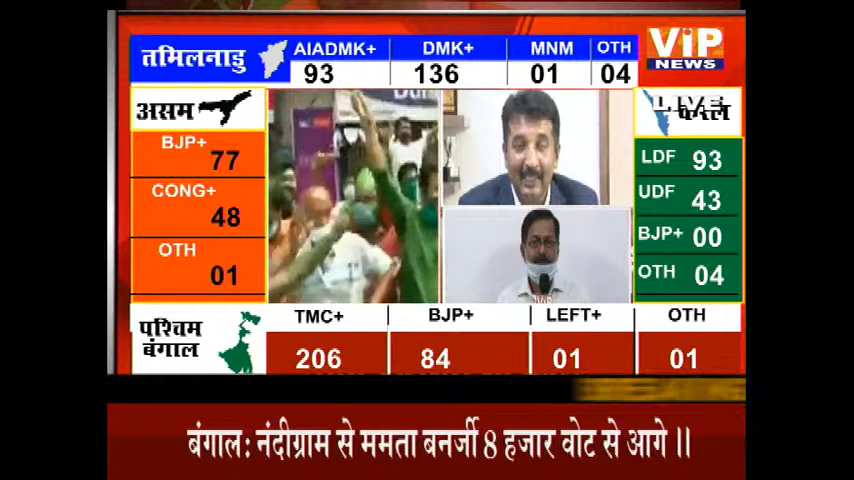 तमिलनाडु
AIADMK+ DMK+ MNM OTH
93 136 01 04
VIP
NEWS
असम
BJP+
77
CONG+
48
OTH
01
LIVE
LDF 93
UDF 43
BJP+ 00
OTH 04
पश्चिम
बंगाल
TMC+ BJP+ LEFT+ OTH
206 84 01 01
बंगाल: नंदीग्राम से ममता बनर्जी 8 हजार वोट से आगे ||